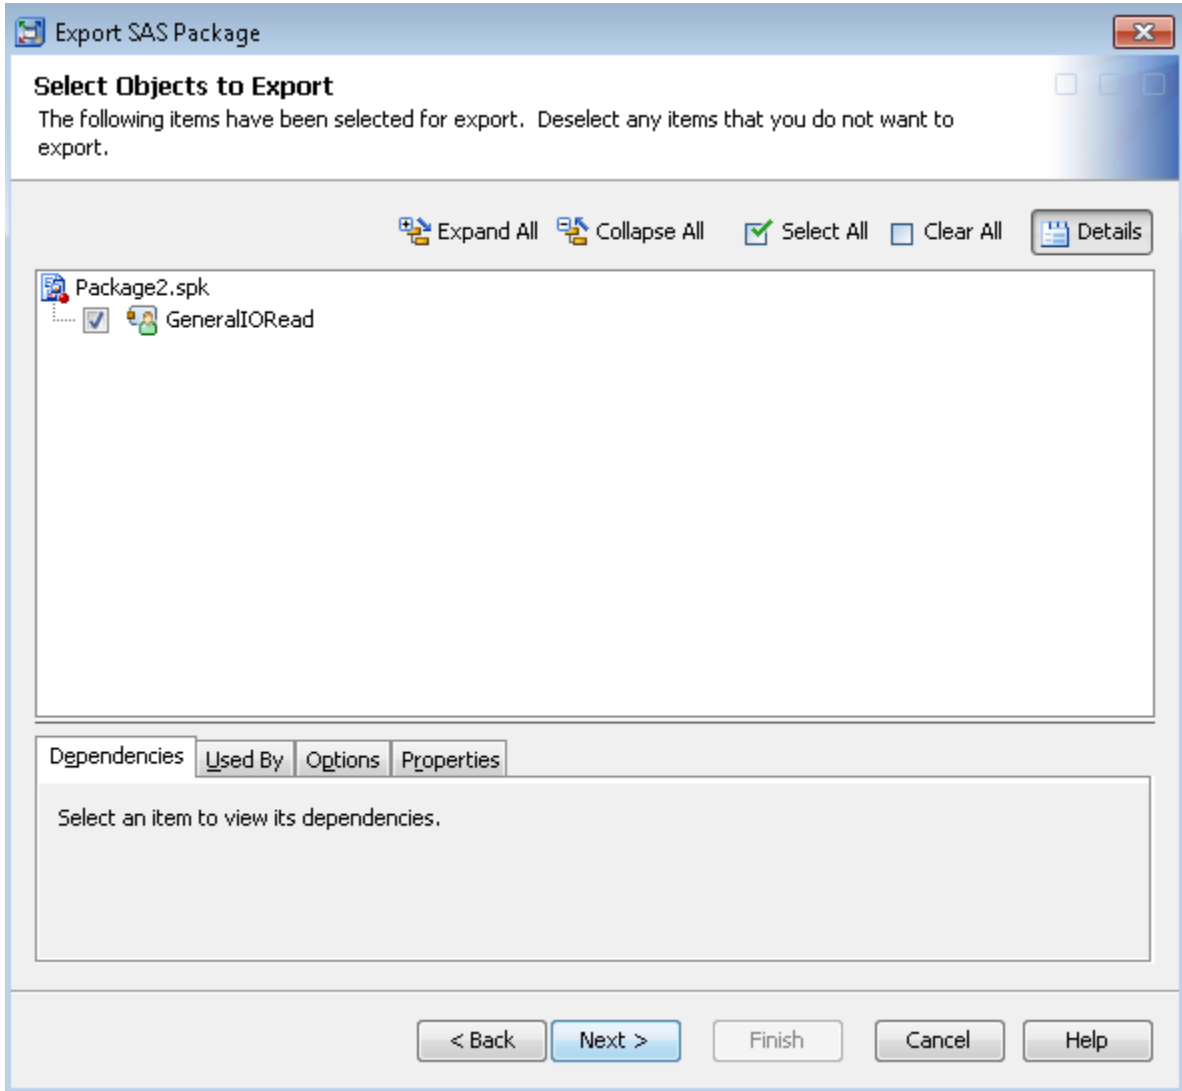 Export SAS Package
Select Objects to Export
The following items have been selected for export.  Deselect any items that you do not want to
export.
Expand All Collapse All Select All Clear All Details
Package2.spk
GeneralIORead
Dependencies Used By Options Properties
Select an item to view its dependencies.
< Back Next > Finish Cancel Help